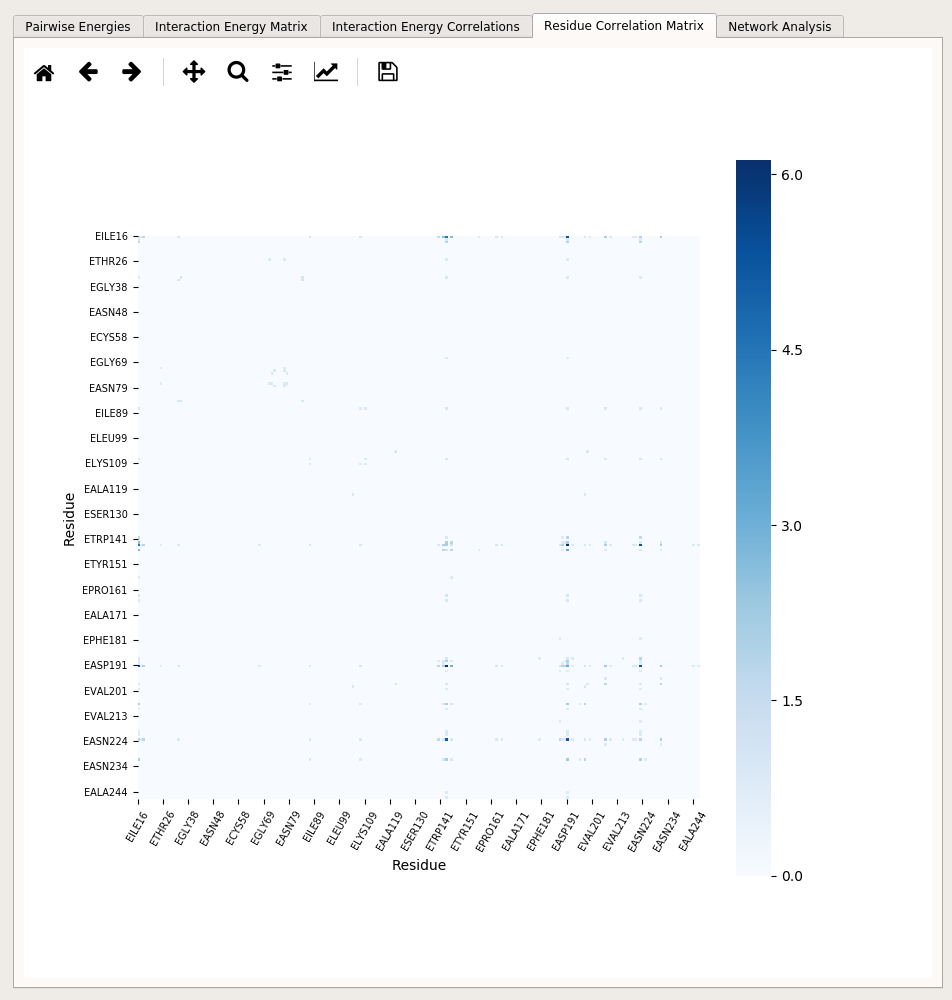 Pairwise Energies
Interaction Energy Matrix
Interaction Energy Correlations
Residue Correlation Matrix
Network Analysis
6.0
4.5
3.0
1.5
0.0
Residue
EILE16
ETHR26
EGLY38
EASN48
ECYS58
EGLY69
EASN79
EILE89
ELEU99
ELYS109
EALA119
ESER130
ETRP141
ETYR151
EPRO161
EALA171
EPHE181
EASP191
EVAL201
EVAL213
EASN224
EASN234
EALA244
EILE16
ETHR26
EGLY38
EASN48
ECYS58
EGLY69
EASN79
EILE89
ELEU99
ELYS109
EALA119
ESER130
ETRP141
ETYR151
EPRO161
EALA171
EPHE181
EASP191
EVAL201
EVAL213
EASN224
EASN234
EALA244
Residue